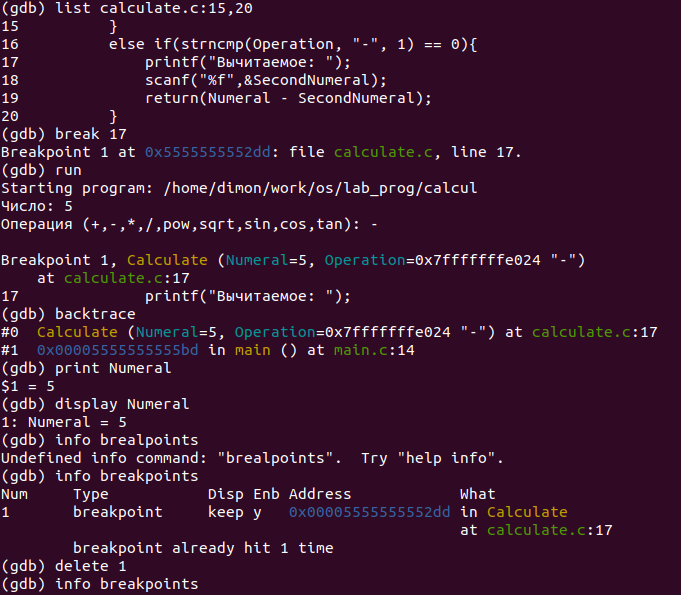 (gdb) list calculate.c:15,20
15          }
16          else if(strncmp(Operation, "-", 1) == 0){
17              printf("Вычитаемое: ");
18              scanf("%f",&SecondNumeral);
19              return(Numeral - SecondNumeral);
20          }
(gdb) break 17
Breakpoint 1 at 0x5555555552dd: file calculate.c, line 17.
(gdb) run
Starting program: /home/dimon/work/os/lab_prog/calcul
Число: 5
Операция (+,-,*,/,pow,sqrt,sin,cos,tan): -

Breakpoint 1, Calculate (Numeral=5, Operation=0x7fffffffe024 "-")
    at calculate.c:17
17              printf("Вычитаемое: ");
(gdb) backtrace
#0  Calculate (Numeral=5, Operation=0x7fffffffe024 "-") at calculate.c:17
#1  0x00005555555555bd in main () at main.c:14
(gdb) print Numeral
$1 = 5
(gdb) display Numeral
1: Numeral = 5
(gdb) info brealpoints
Undefined info command: "brealpoints".  Try "help info".
(gdb) info breakpoints
Num     Type           Disp Enb Address            What
1       breakpoint     keep y   0x00005555555552dd in Calculate
                                                   at calculate.c:17
        breakpoint already hit 1 time
(gdb) delete 1
(gdb) info breakpoints